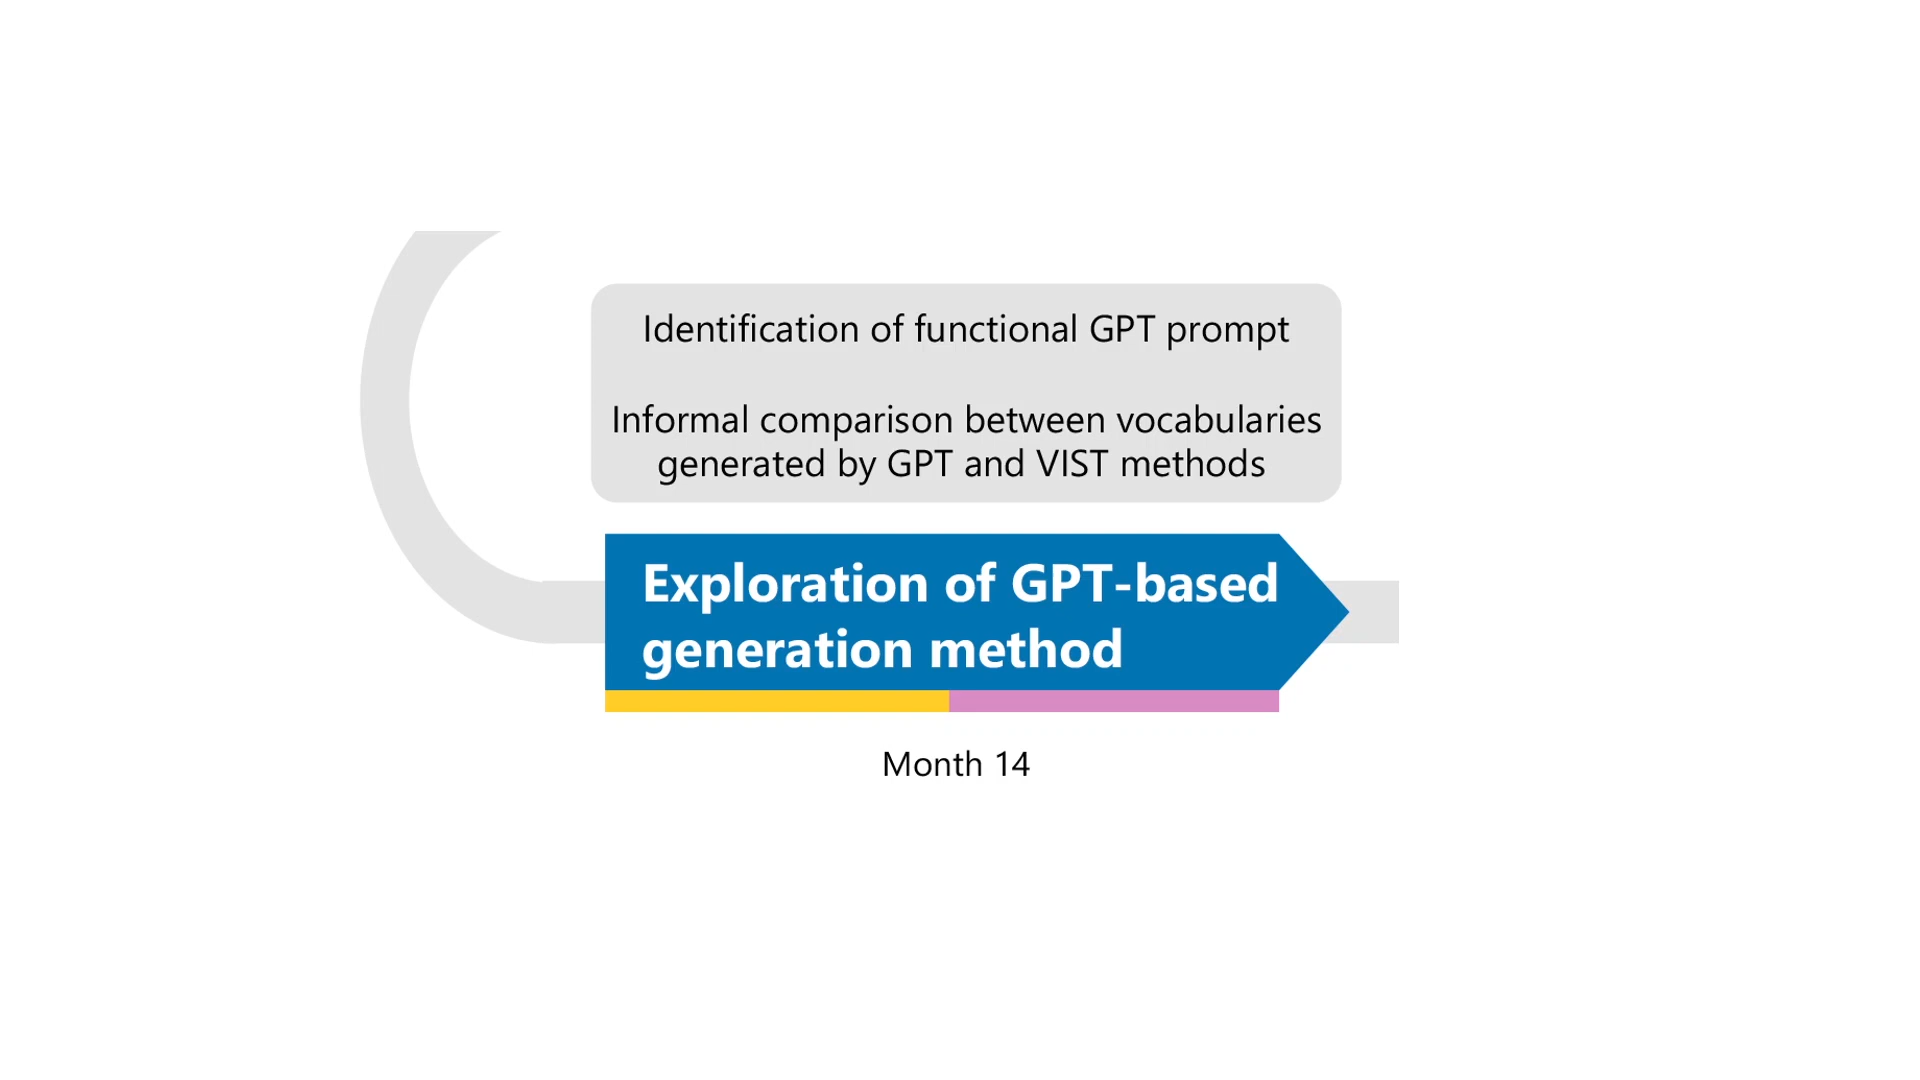 Identification of functional GPT prompt
Informal comparison between vocabularies
generated by GPT and VIST methods
Exploration of GPT-based
generation method
Month 14